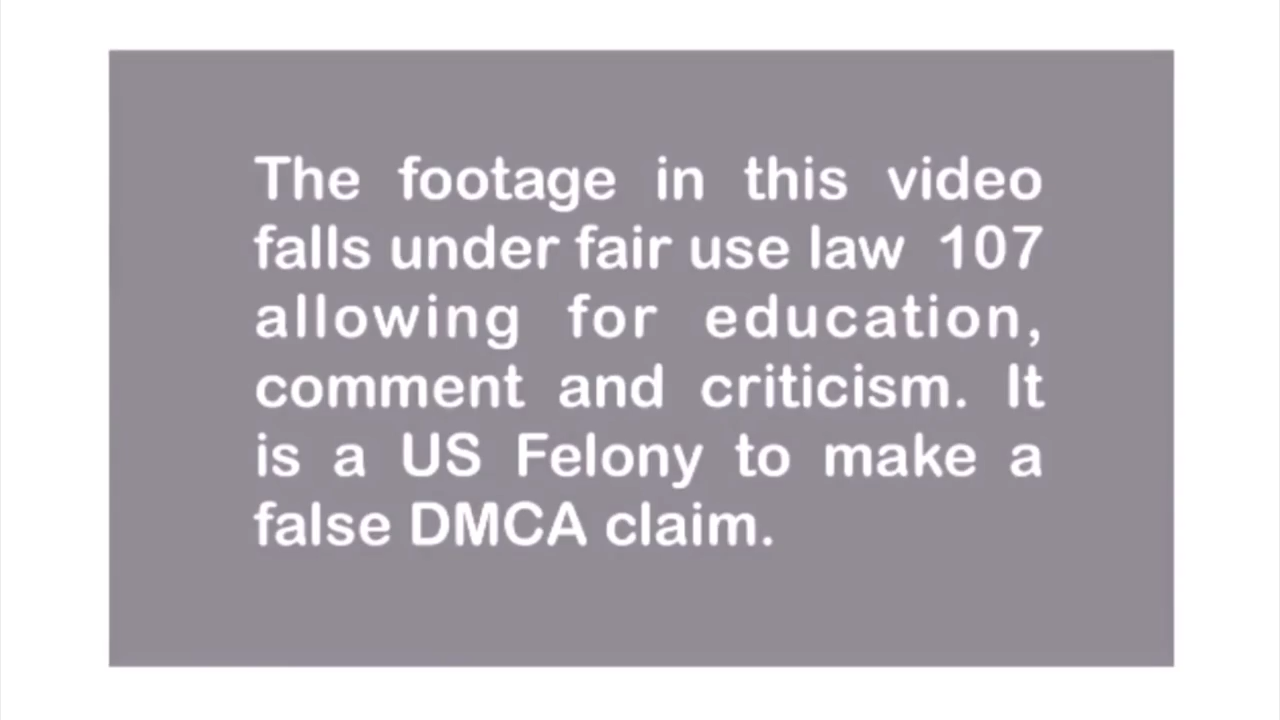 The footage in this video
falls under fair use law 107
allowing for education,
comment and criticism. It
is a US Felony to make a
false DMCA claim.